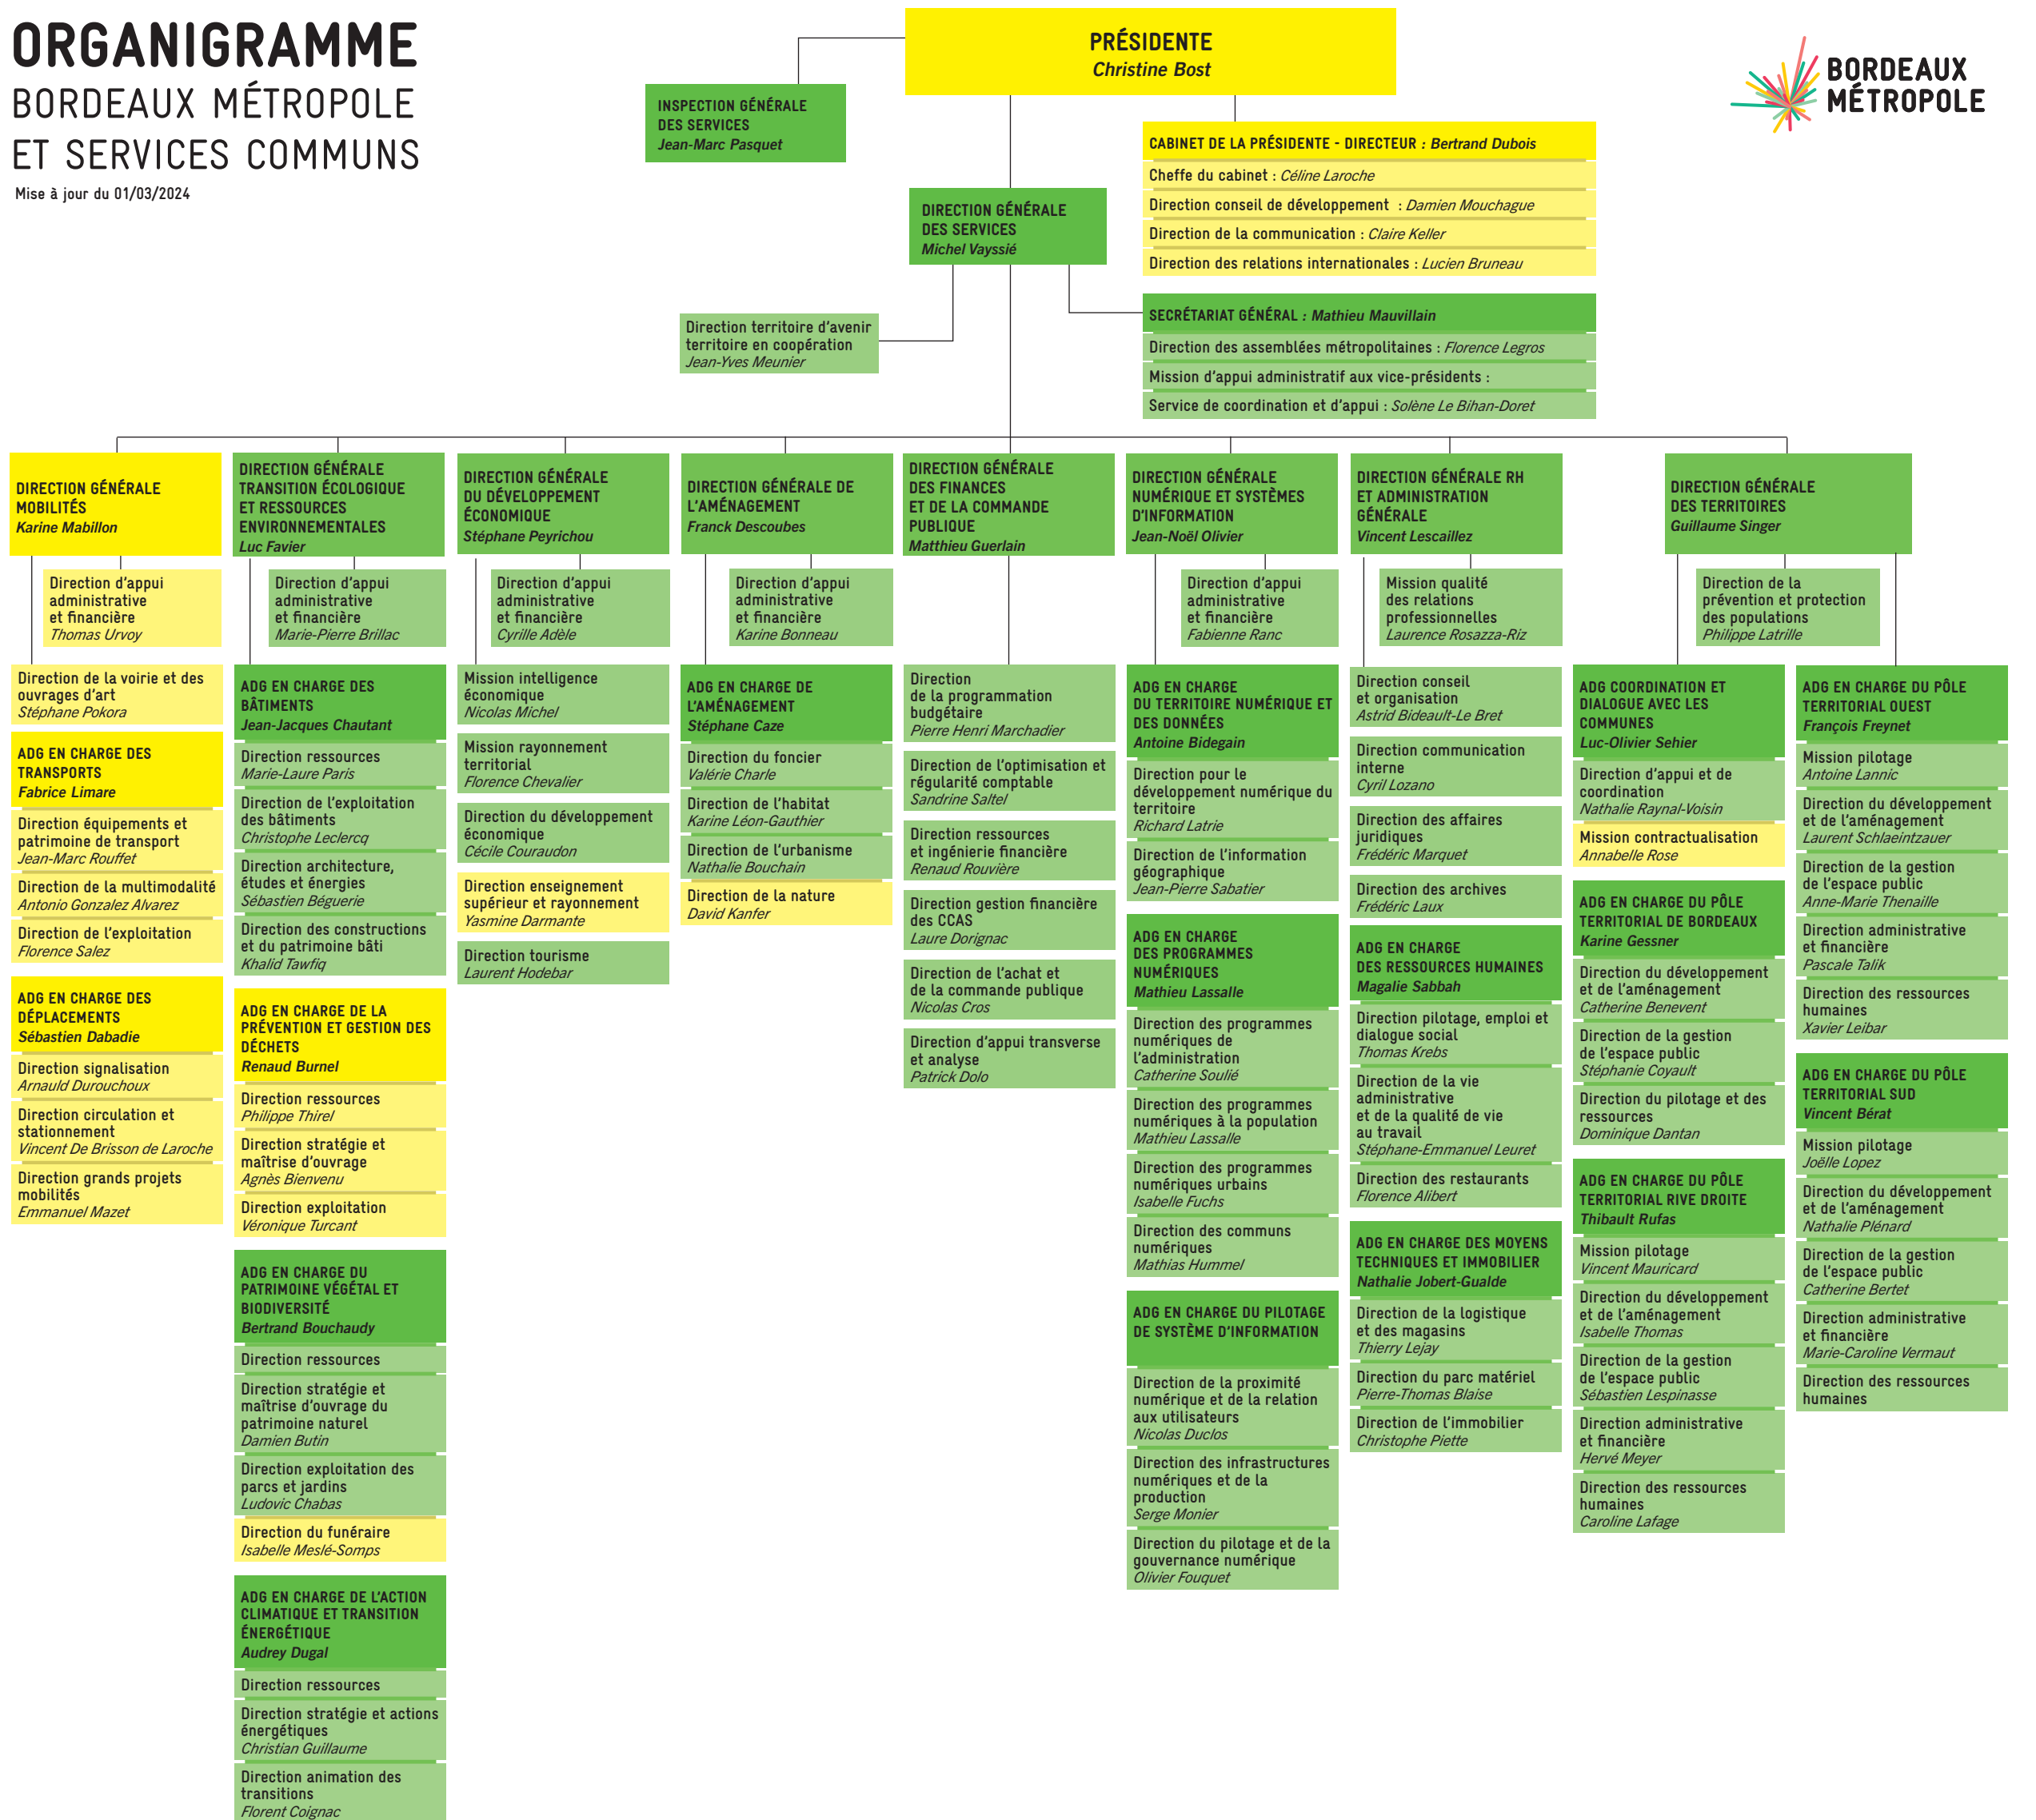 ORGANIGRAMME
BORDEAUX MÉTROPOLE
ET SERVICES COMMUNS
Mise à jour du 01/03/2024
PRÉSIDENTE
Christine Bost
BORDEAUX
MÉTROPOLE
INSPECTION GÉNÉRALE
DES SERVICES
Jean-Marc Pasquet
CABINET DE LA PRÉSIDENTE - DIRECTEUR : Bertrand Dubois
Cheffe du cabinet : Céline Laroche
Direction conseil de développement : Damien Mouchague
Direction de la communication : Claire Keller
Direction des relations internationales : Lucien Bruneau
DIRECTION GÉNÉRALE
DES SERVICES
Michel Vayssié
SECRÉTARIAT GÉNÉRAL : Mathieu Mauvillain
Direction des assemblées métropolitaines : Florence Legros
Mission d'appui administratif aux vice-présidents :
Service de coordination et d'appui : Solène Le Bihan-Doret
Direction territoire d'avenir
territoire en coopération
Jean-Yves Meunier
DIRECTION GÉNÉRALE
MOBILITÉS
Karine Mabillon
Direction d'appui
administrative
et financière
Thomas Urvoy
Direction de la voirie et des
ouvrages d'art
Stéphane Pokora
ADG EN CHARGE DES
TRANSPORTS
Fabrice Limare
Direction équipements et
patrimoine de transport
Jean-Marc Rouffet
Direction de la multimodalité
Antonio Gonzalez Alvarez
Direction de l'exploitation
Florence Salez
ADG EN CHARGE DES
DÉPLACEMENTS
Sébastien Dabadie
Direction signalisation
Arnauld Durouchoux
Direction circulation et
stationnement
Vincent De Brisson de Laroche
Direction grands projets
mobilités
Emmanuel Mazet
DIRECTION GÉNÉRALE
TRANSITION ÉCOLOGIQUE
ET RESSOURCES
ENVIRONNEMENTALES
Luc Favier
Direction d'appui
administrative
et financière
Marie-Pierre Brillac
ADG EN CHARGE DES
BÂTIMENTS
Jean-Jacques Chautant
Direction ressources
Marie-Laure Paris
Direction de l'exploitation
des bâtiments
Christophe Leclercq
Direction architecture,
études et énergies
Sébastien Béguerie
Direction des constructions
et du patrimoine bâti
Khalid Tawfiq
ADG EN CHARGE DE LA
PRÉVENTION ET GESTION DES
DÉCHETS
Renaud Burnel
Direction ressources
Philippe Thirel
Direction stratégie et
maîtrise d'ouvrage
Agnès Bienvenu
Direction exploitation
Véronique Turcant
ADG EN CHARGE DU
PATRIMOINE VÉGÉTAL ET
BIODIVERSITÉ
Bertrand Bouchaudy
Direction ressources
Direction stratégie et
maîtrise d'ouvrage du
patrimoine naturel
Damien Butin
Direction exploitation des
parcs et jardins
Ludovic Chabas
Direction du funéraire
Isabelle Meslé-Somps
ADG EN CHARGE DE L'ACTION
CLIMATIQUE ET TRANSITION
ÉNERGÉTIQUE
Audrey Dugal
Direction ressources
Direction stratégie et actions
énergétiques
Christian Guillaume
Direction animation des
transitions
Florent Coignac
DIRECTION GÉNÉRALE
DU DÉVELOPPEMENT
ÉCONOMIQUE
Stéphane Peyrichou
Direction d'appui
administrative
et financière
Cyrille Adèle
Mission intelligence
économique
Nicolas Michel
Mission rayonnement
territorial
Florence Chevalier
Direction du développement
économique
Cécile Couraudon
Direction enseignement
supérieur et rayonnement
Yasmine Darmante
Direction tourisme
Laurent Hodebar
DIRECTION GÉNÉRALE DE
L'AMÉNAGEMENT
Franck Descoubes
Direction d'appui
administrative
et financière
Karine Bonneau
ADG EN CHARGE DE
L'AMÉNAGEMENT
Stéphane Caze
Direction du foncier
Valérie Charle
Direction de l'habitat
Karine Léon-Gauthier
Direction de l'urbanisme
Nathalie Bouchain
Direction de la nature
David Kanfer
DIRECTION GÉNÉRALE
DES FINANCES
ET DE LA COMMANDE
PUBLIQUE
Matthieu Guerlain
Direction
de la programmation
budgétaire
Pierre Henri Marchadier
Direction de l'optimisation et
régularité comptable
Sandrine Saltel
Direction ressources
et ingénierie financière
Renaud Rouvière
Direction gestion financière
des CCAS
Laure Dorignac
Direction de l'achat et
de la commande publique
Nicolas Cros
Direction d'appui transverse
et analyse
Patrick Dolo
DIRECTION GÉNÉRALE
NUMÉRIQUE ET SYSTÈMES
D'INFORMATION
Jean-Noël Olivier
Direction d'appui
administrative
et financière
Fabienne Ranc
ADG EN CHARGE
DU TERRITOIRE NUMÉRIQUE ET
DES DONNÉES
Antoine Bidegain
Direction pour le
développement numérique du
territoire
Richard Latrie
Direction de l'information
géographique
Jean-Pierre Sabatier
ADG EN CHARGE
DES PROGRAMMES
NUMÉRIQUES
Mathieu Lassalle
Direction des programmes
numériques de
l'administration
Catherine Soulié
Direction des programmes
numériques à la population
Mathieu Lassalle
Direction des programmes
numériques urbains
Isabelle Fuchs
Direction des communs
numériques
Mathias Hummel
ADG EN CHARGE DU PILOTAGE
DE SYSTÈME D'INFORMATION
Direction de la proximité
numérique et de la relation
aux utilisateurs
Nicolas Duclos
Direction des infrastructures
numériques et de la
production
Serge Monier
Direction du pilotage et de la
gouvernance numérique
Olivier Fouquet
DIRECTION GÉNÉRALE RH
ET ADMINISTRATION
GÉNÉRALE
Vincent Lescaillez
Mission qualité
des relations
professionnelles
Laurence Rosazza-Riz
Direction conseil
et organisation
Astrid Bideault-Le Bret
Direction communication
interne
Cyril Lozano
Direction des affaires
juridiques
Frédéric Marquet
Direction des archives
Frédéric Laux
ADG EN CHARGE
DES RESSOURCES HUMAINES
Magalie Sabbah
Direction pilotage, emploi et
dialogue social
Thomas Krebs
Direction de la vie
administrative
et de la qualité de vie
au travail
Stéphane-Emmanuel Leuret
Direction des restaurants
Florence Alibert
ADG EN CHARGE DES MOYENS
TECHNIQUES ET IMMOBILIER
Nathalie Jobert-Gualde
Direction de la logistique
et des magasins
Thierry Lejay
Direction du parc matériel
Pierre-Thomas Blaise
Direction de l'immobilier
Christophe Piette
DIRECTION GÉNÉRALE
DES TERRITOIRES
Guillaume Singer
Direction de la
prévention et protection
des populations
Philippe Latrille
ADG COORDINATION ET
DIALOGUE AVEC LES
COMMUNES
Luc-Olivier Sehier
Direction d'appui et de
coordination
Nathalie Raynal-Voisin
Mission contractualisation
Annabelle Rose
ADG EN CHARGE DU PÔLE
TERRITORIAL DE BORDEAUX
Karine Gessner
Direction du développement
et de l'aménagement
Catherine Benevent
Direction de la gestion
de l'espace public
Stéphanie Coyault
Direction du pilotage et des
ressources
Dominique Dantan
ADG EN CHARGE DU PÔLE
TERRITORIAL RIVE DROITE
Thibault Rufas
Mission pilotage
Vincent Mauricard
Direction du développement
et de l'aménagement
Isabelle Thomas
Direction de la gestion
de l'espace public
Sébastien Lespinasse
Direction administrative
et financière
Hervé Meyer
Direction des ressources
humaines
Caroline Lafage
ADG EN CHARGE DU PÔLE
TERRITORIAL OUEST
François Freynet
Mission pilotage
Antoine Lannic
Direction du développement
et de l'aménagement
Laurent Schlaeintzauer
Direction de la gestion
de l'espace public
Anne-Marie Thenaille
Direction administrative
et financière
Pascale Talik
Direction des ressources
humaines
Xavier Leibar
ADG EN CHARGE DU PÔLE
TERRITORIAL SUD
Vincent Bérat
Mission pilotage
Joëlle Lopez
Direction du développement
et de l'aménagement
Nathalie Plénard
Direction de la gestion
de l'espace public
Catherine Bertet
Direction administrative
et financière
Marie-Caroline Vermaut
Direction des ressources
humaines